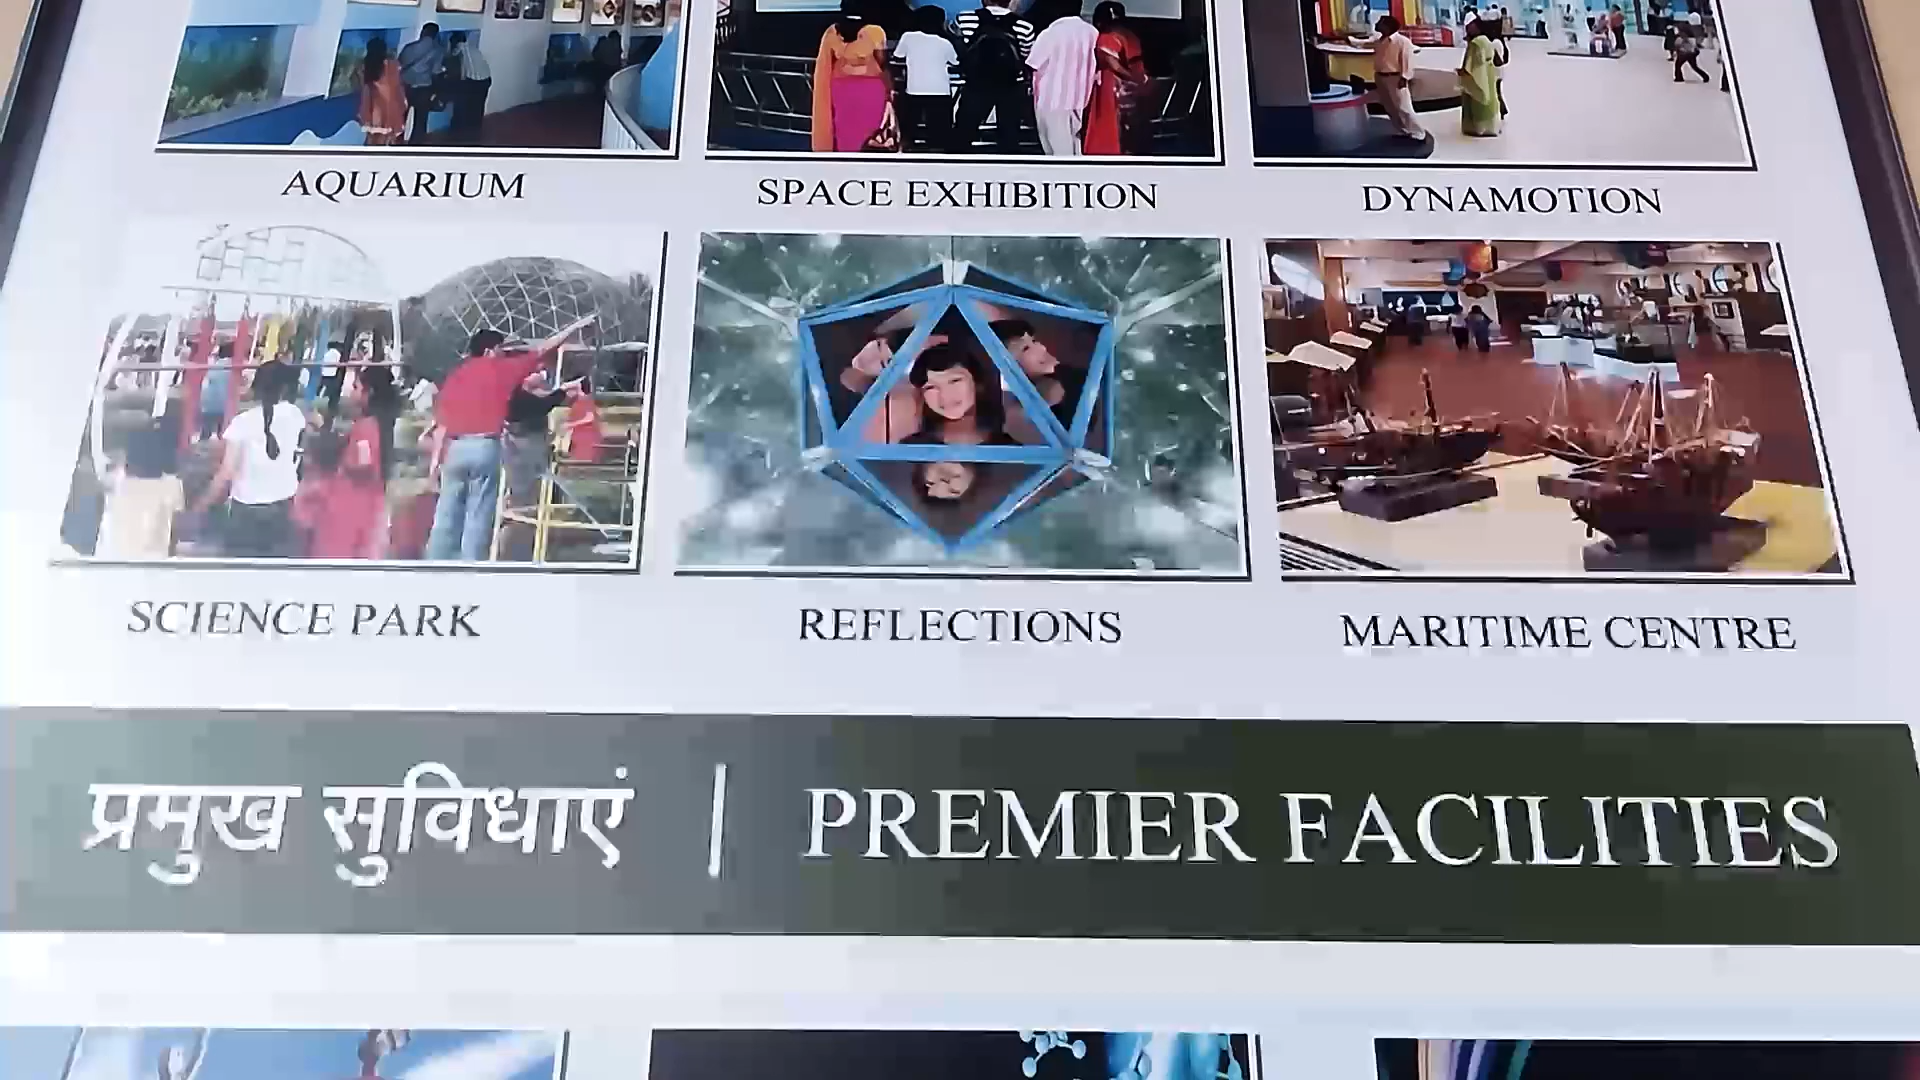 AQUARIUM
SPACE EXHIBITION
DYNAMOTION
SCIENCE PARK
REFLECTIONS
MARITIME CENTRE
प्रमुख सुविधाएं | PREMIER FACILITIES